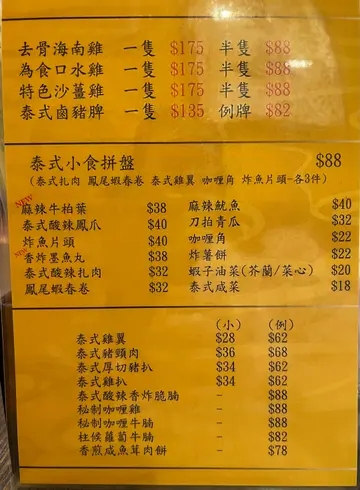 去骨海南雞 一隻 $175 半隻 $88
為食口水雞 一隻 $175 半隻 $88
特色沙薑雞 一隻 $175 半隻 $88
泰式鹵豬腳 一隻 $135 例牌 $82
泰式小食拼盤 $88
(泰式扎肉 鳳尾蝦春卷 泰式雞翼 咖喱角 炸魚片頭-各3件)
NEW
麻辣牛柏葉 $38 麻辣魷魚 $40
泰式酸辣鳳爪 $40 刀拍青瓜 $32
炸魚片頭 $40 咖喱角 $22
NEW
香炸墨魚丸 $38 炸薯餅 $22
泰式酸辣扎肉 $32 蝦子油菜(芥蘭/菜心) $20
鳳尾蝦春卷 $32 泰式咸菜 $18
(小) (例)
泰式雞翼 $28 $62
泰式豬頸肉 $36 $68
泰式厚切豬扒 $34 $62
泰式雞扒 $34 $62
泰式酸辣香炸脆腩 - $88
秘制咖喱雞 - $88
秘制咖喱牛腩 - $88
柱候蘿蔔牛腩 - $82
香煎咸魚茸肉餅 - $78